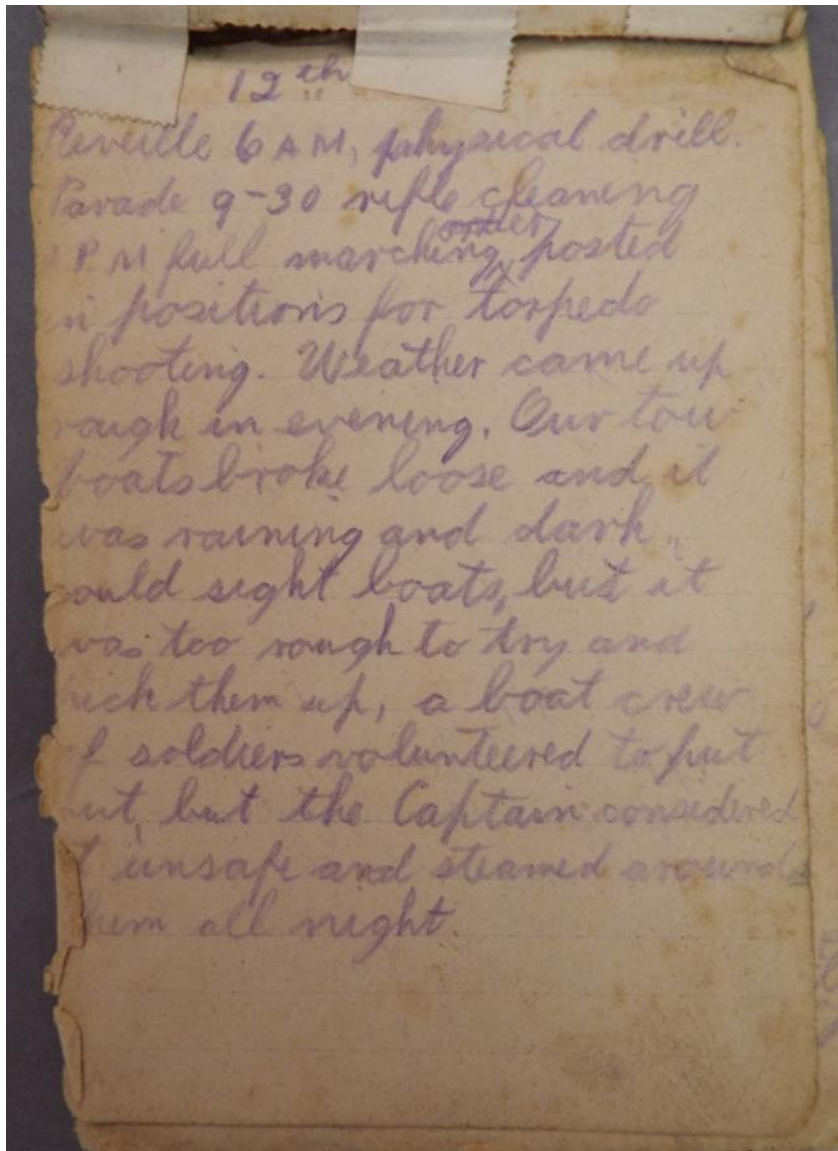 12th
Reveille 6 AM, physical drill.
Parade 9-30 rifle cleaning
1 PM full marching order posted
in positions for torpedo
shooting. Weather came up
rough in evening. Our tow
boats broke loose and it
was raining and dark,
could sight boats, but it
was too rough to try and
pick them up, a boat crew
of soldiers volunteered to put
out, but the Captain considered
it unsafe and steamed around
them all night.